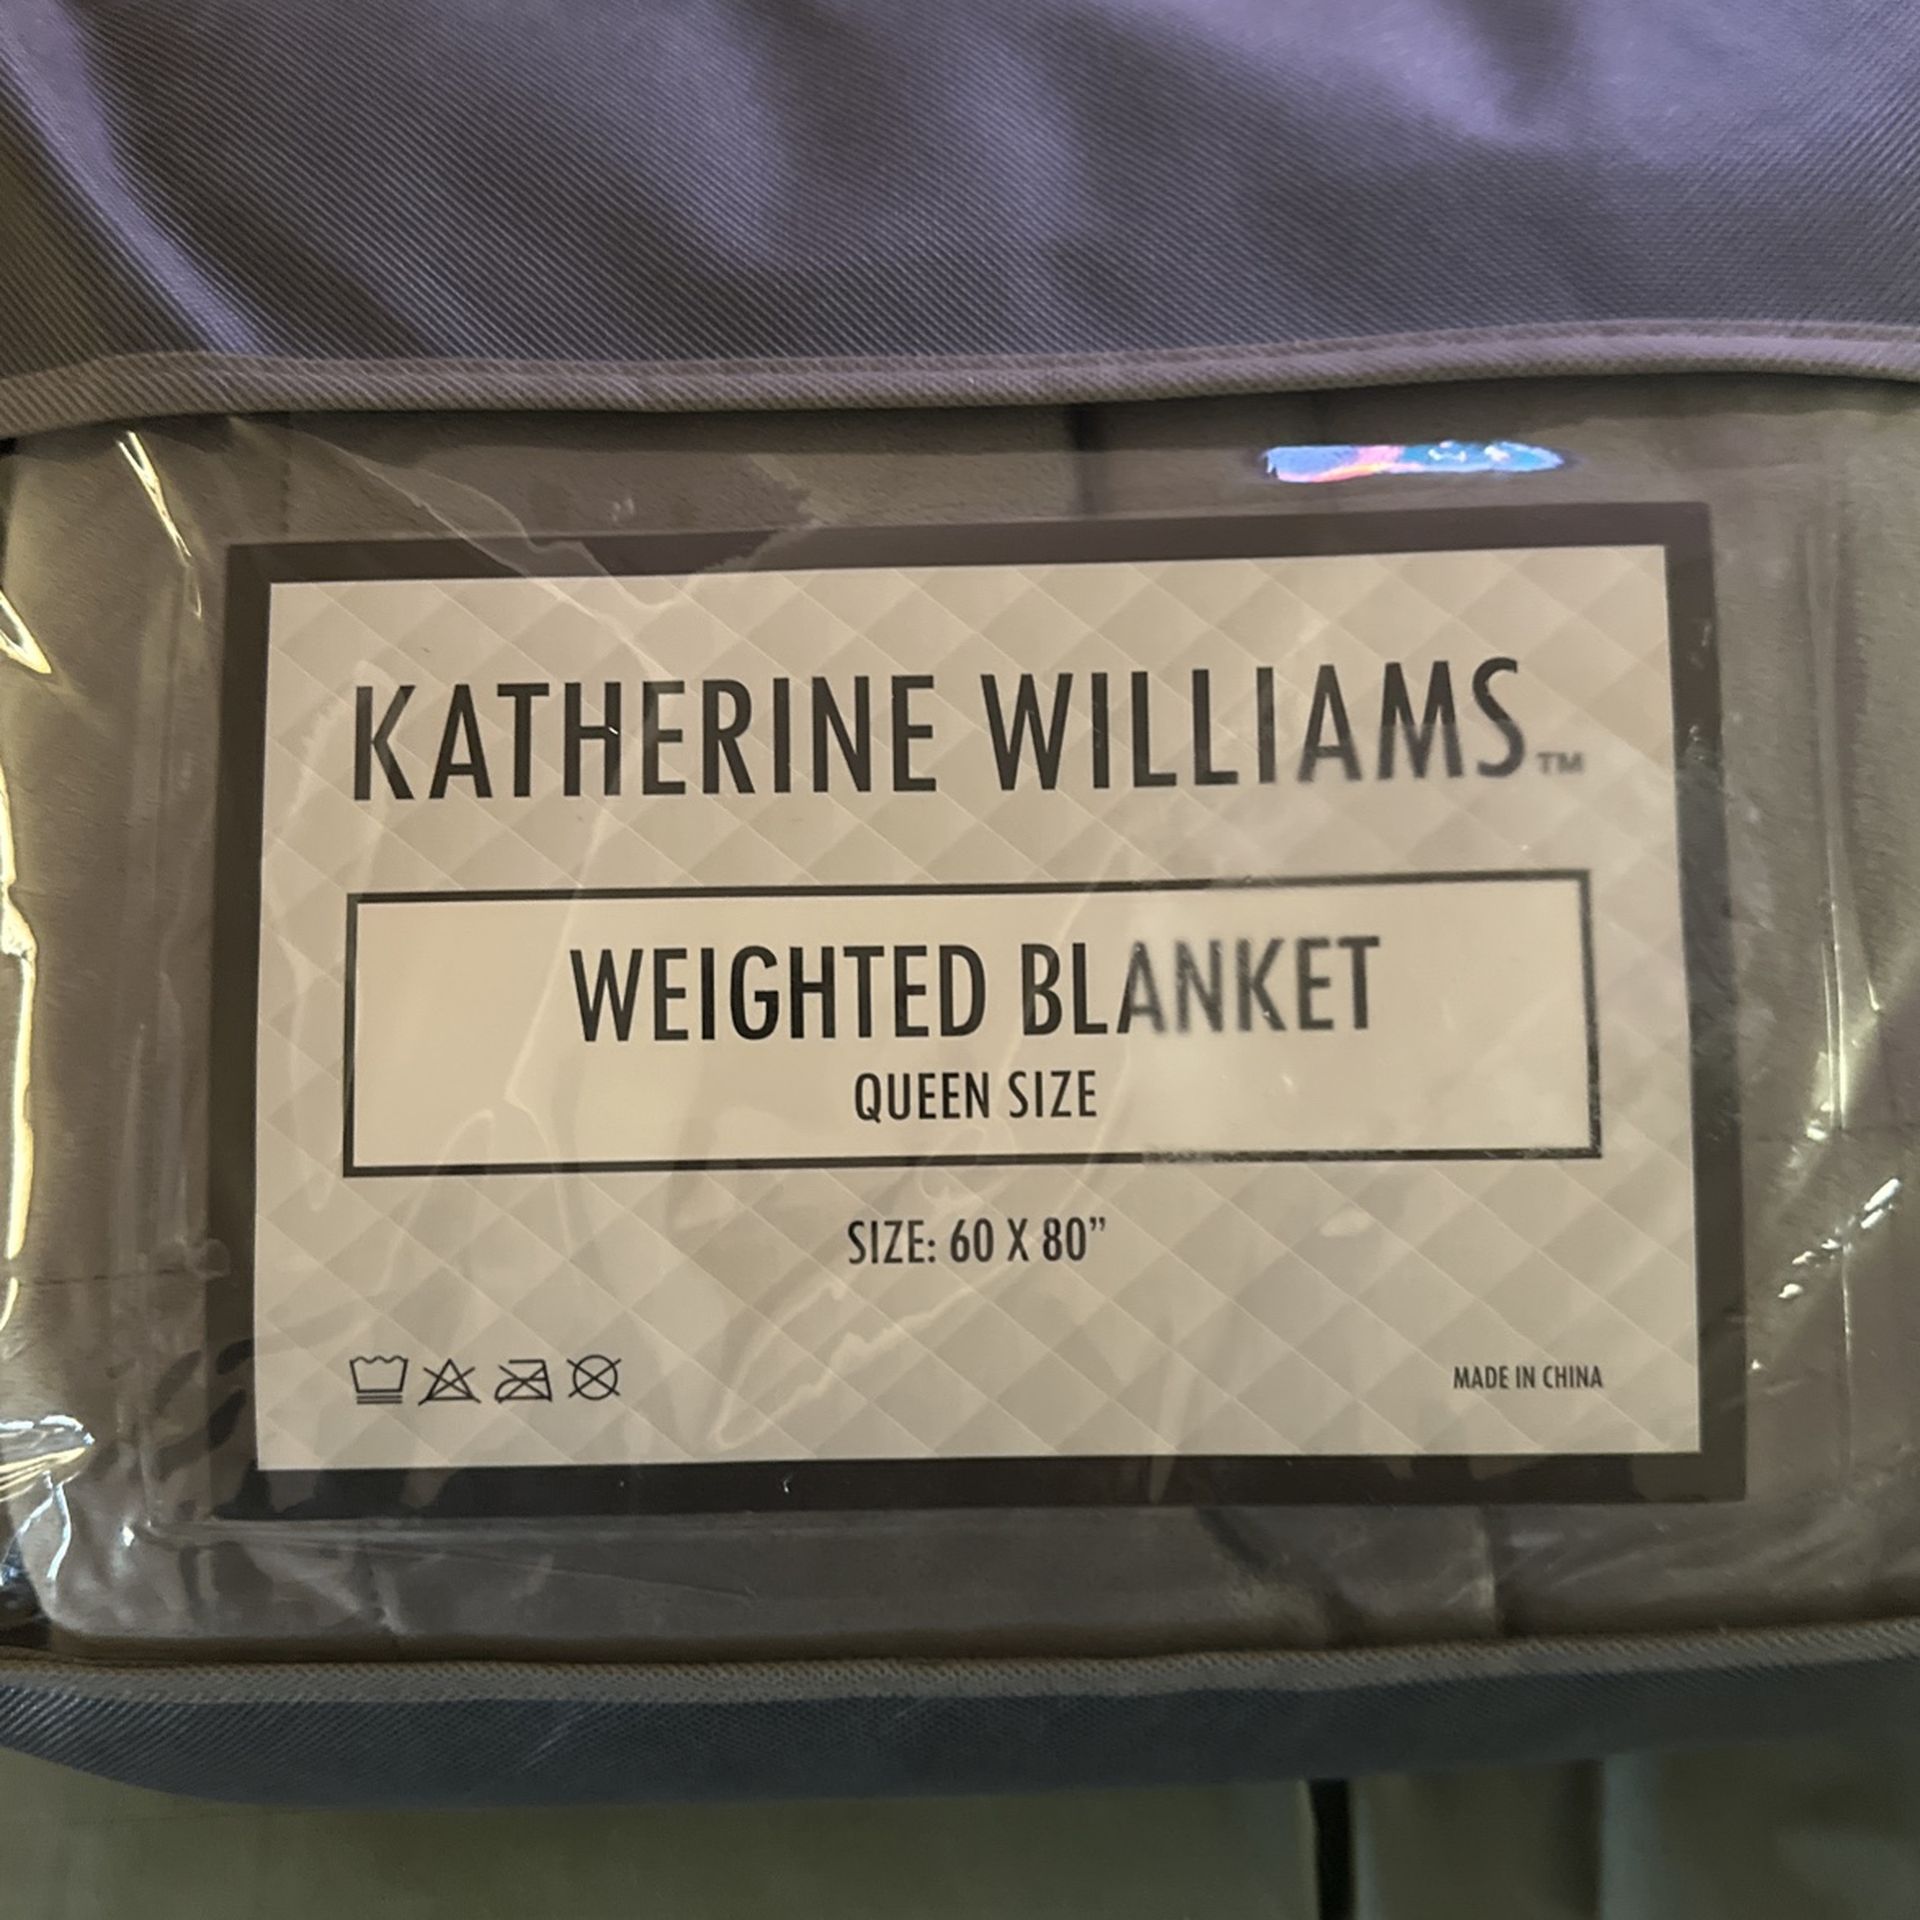 KATHERINE WILLIAMS™
WEIGHTED BLANKET
QUEEN SIZE
SIZE: 60 X 80”
MADE IN CHINA